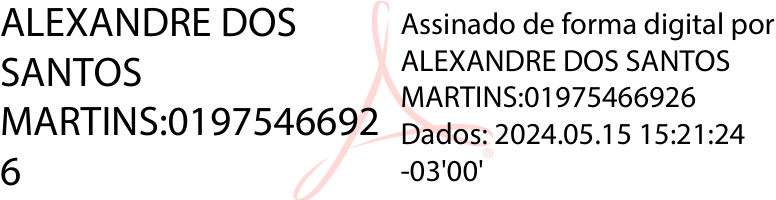 ALEXANDRE DOS
SANTOS
MARTINS:0197546692
6
Assinado de forma digital por
ALEXANDRE DOS SANTOS
MARTINS:01975466926
Dados: 2024.05.15 15:21:24
-03'00'